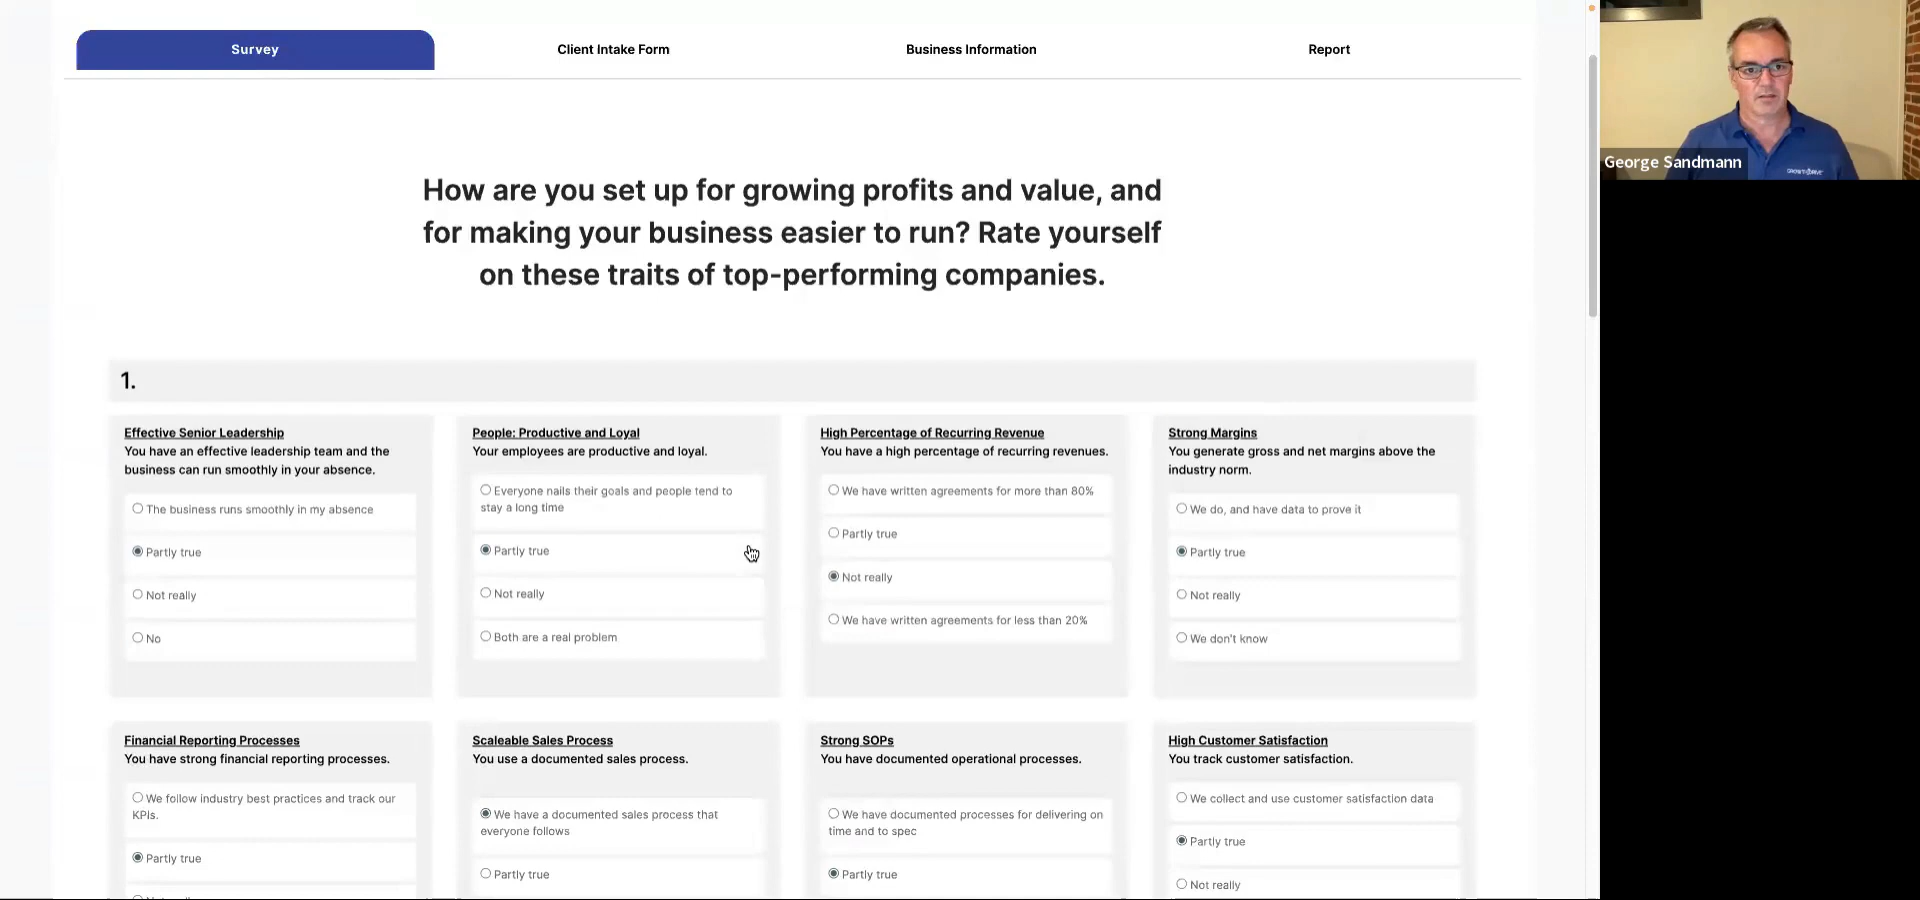 Survey
Client Intake Form
Business Information
Report
George Sandmann
How are you set up for growing profits and value, and
for making your business easier to run? Rate yourself
on these traits of top-performing companies.
1.
Effective Senior Leadership
You have an effective leadership team and the
business can run smoothly in your absence.
The business runs smoothly in my absence
Partly true
Not really
No
People: Productive and Loyal
Your employees are productive and loyal.
Everyone nails their goals and people tend to
stay a long time
Partly true
Not really
Both are a real problem
High Percentage of Recurring Revenue
You have a high percentage of recurring revenues.
We have written agreements for more than 80%
Partly true
Not really
We have written agreements for less than 20%
Strong Margins
You generate gross and net margins above the
industry norm.
We do, and have data to prove it
Partly true
Not really
We don't know
Financial Reporting Processes
You have strong financial reporting processes.
We follow industry best practices and track our
KPIs.
Partly true
Scaleable Sales Process
You use a documented sales process.
We have a documented sales process that
everyone follows
Partly true
Strong SOPs
You have documented operational processes.
We have documented processes for delivering on
time and to spec
Partly true
High Customer Satisfaction
You track customer satisfaction.
We collect and use customer satisfaction data
Partly true
Not really